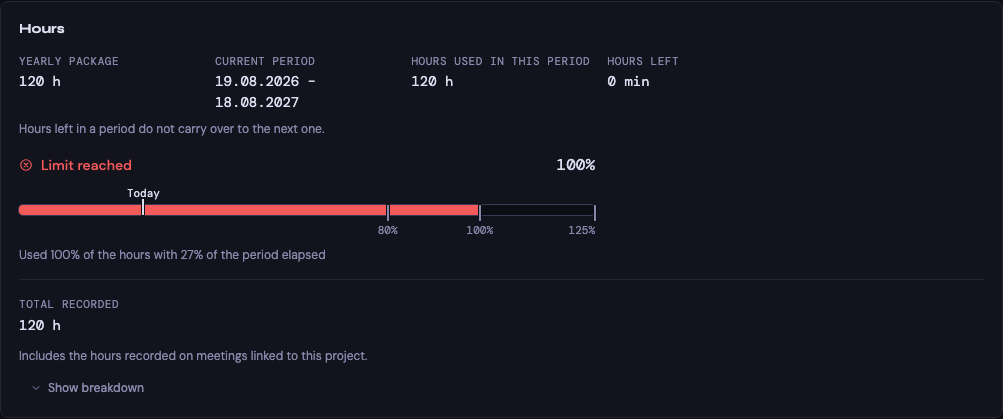 Hours
YEARLY PACKAGE
120 h
CURRENT PERIOD
19.08.2026 –
18.08.2027
HOURS USED IN THIS PERIOD
120 h
HOURS LEFT
0 min
Hours left in a period do not carry over to the next one.
Limit reached
100%
Today
80%
100%
125%
Used 100% of the hours with 27% of the period elapsed
TOTAL RECORDED
120 h
Includes the hours recorded on meetings linked to this project.
Show breakdown